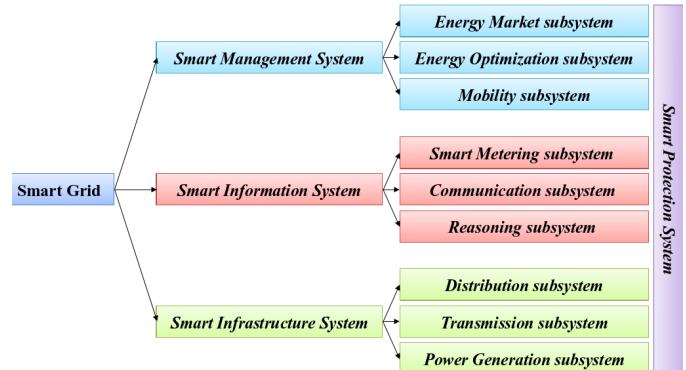 Smart Grid
Smart Management System
Energy Market subsystem
Energy Optimization subsystem
Mobility subsystem
Smart Information System
Smart Metering subsystem
Communication subsystem
Reasoning subsystem
Smart Infrastructure System
Distribution subsystem
Transmission subsystem
Power Generation subsystem
Smart Protection System